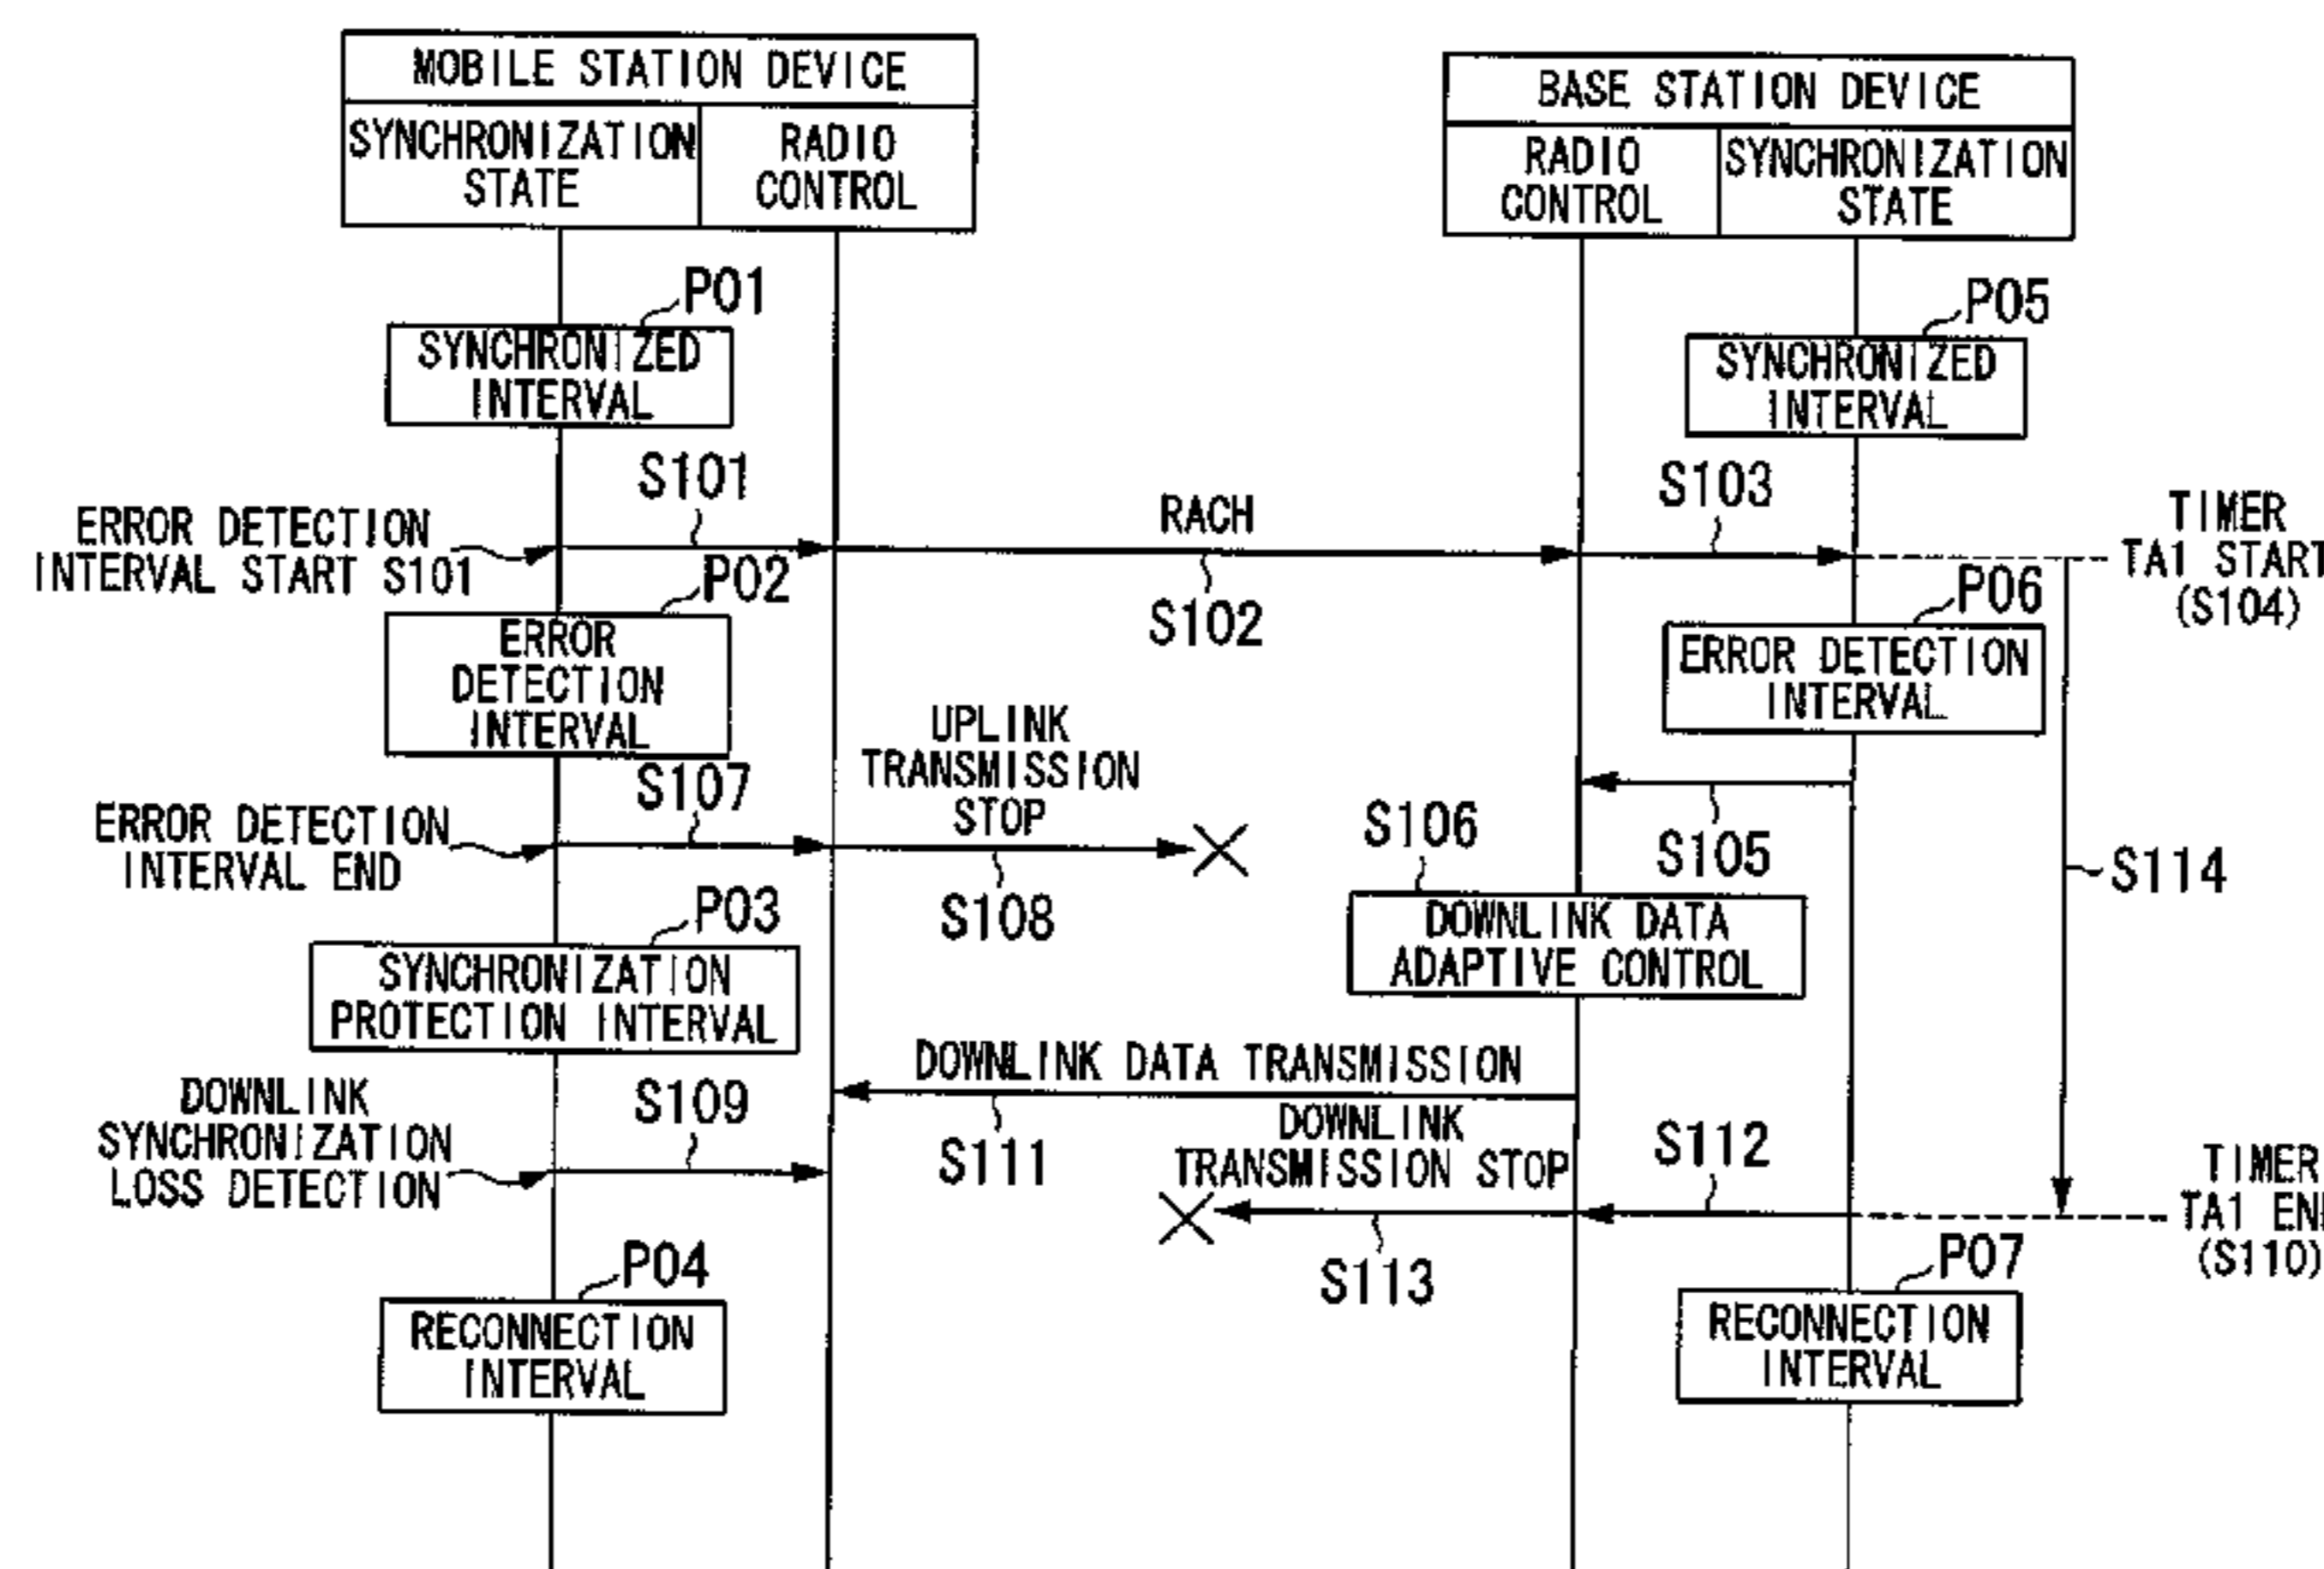 MOBILE STATION DEVICE
SYNCHRONIZATION
STATE
RADIO
CONTROL
BASE STATION DEVICE
RADIO
CONTROL
SYNCHRONIZATION
STATE
P01
SYNCHRONIZED
INTERVAL
P05
SYNCHRONIZED
INTERVAL
S101
ERROR DETECTION
INTERVAL START S101
RACH
S102
S103
TIMER
TA1 START
(S104)
P02
ERROR
DETECTION
INTERVAL
P06
ERROR DETECTION
INTERVAL
S107
ERROR DETECTION
INTERVAL END
UPLINK
TRANSMISSION
STOP
S108
S105
S106
DOWNLINK DATA
ADAPTIVE CONTROL
S114
P03
SYNCHRONIZATION
PROTECTION INTERVAL
DOWNLINK DATA TRANSMISSION
S111
DOWNLINK
SYNCHRONIZATION
LOSS DETECTION
S109
DOWNLINK
TRANSMISSION STOP
S113
S112
TIMER
TA1 EN
(S110)
P04
RECONNECTION
INTERVAL
P07
RECONNECTION
INTERVAL